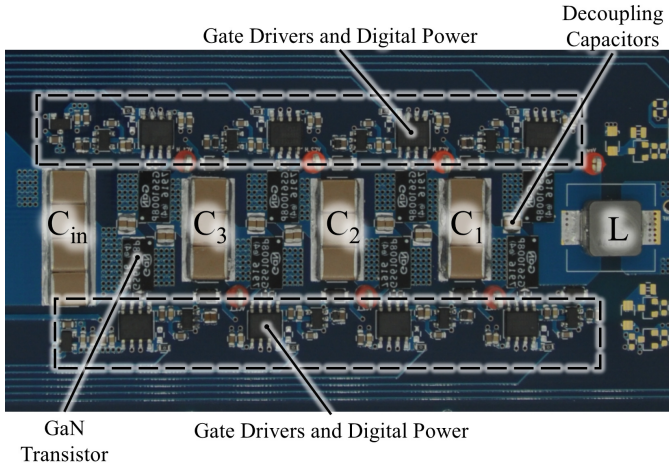 Decoupling
Capacitors
Gate Drivers and Digital Power
Cin
C3
C2
C1
L
GaN
Transistor
Gate Drivers and Digital Power